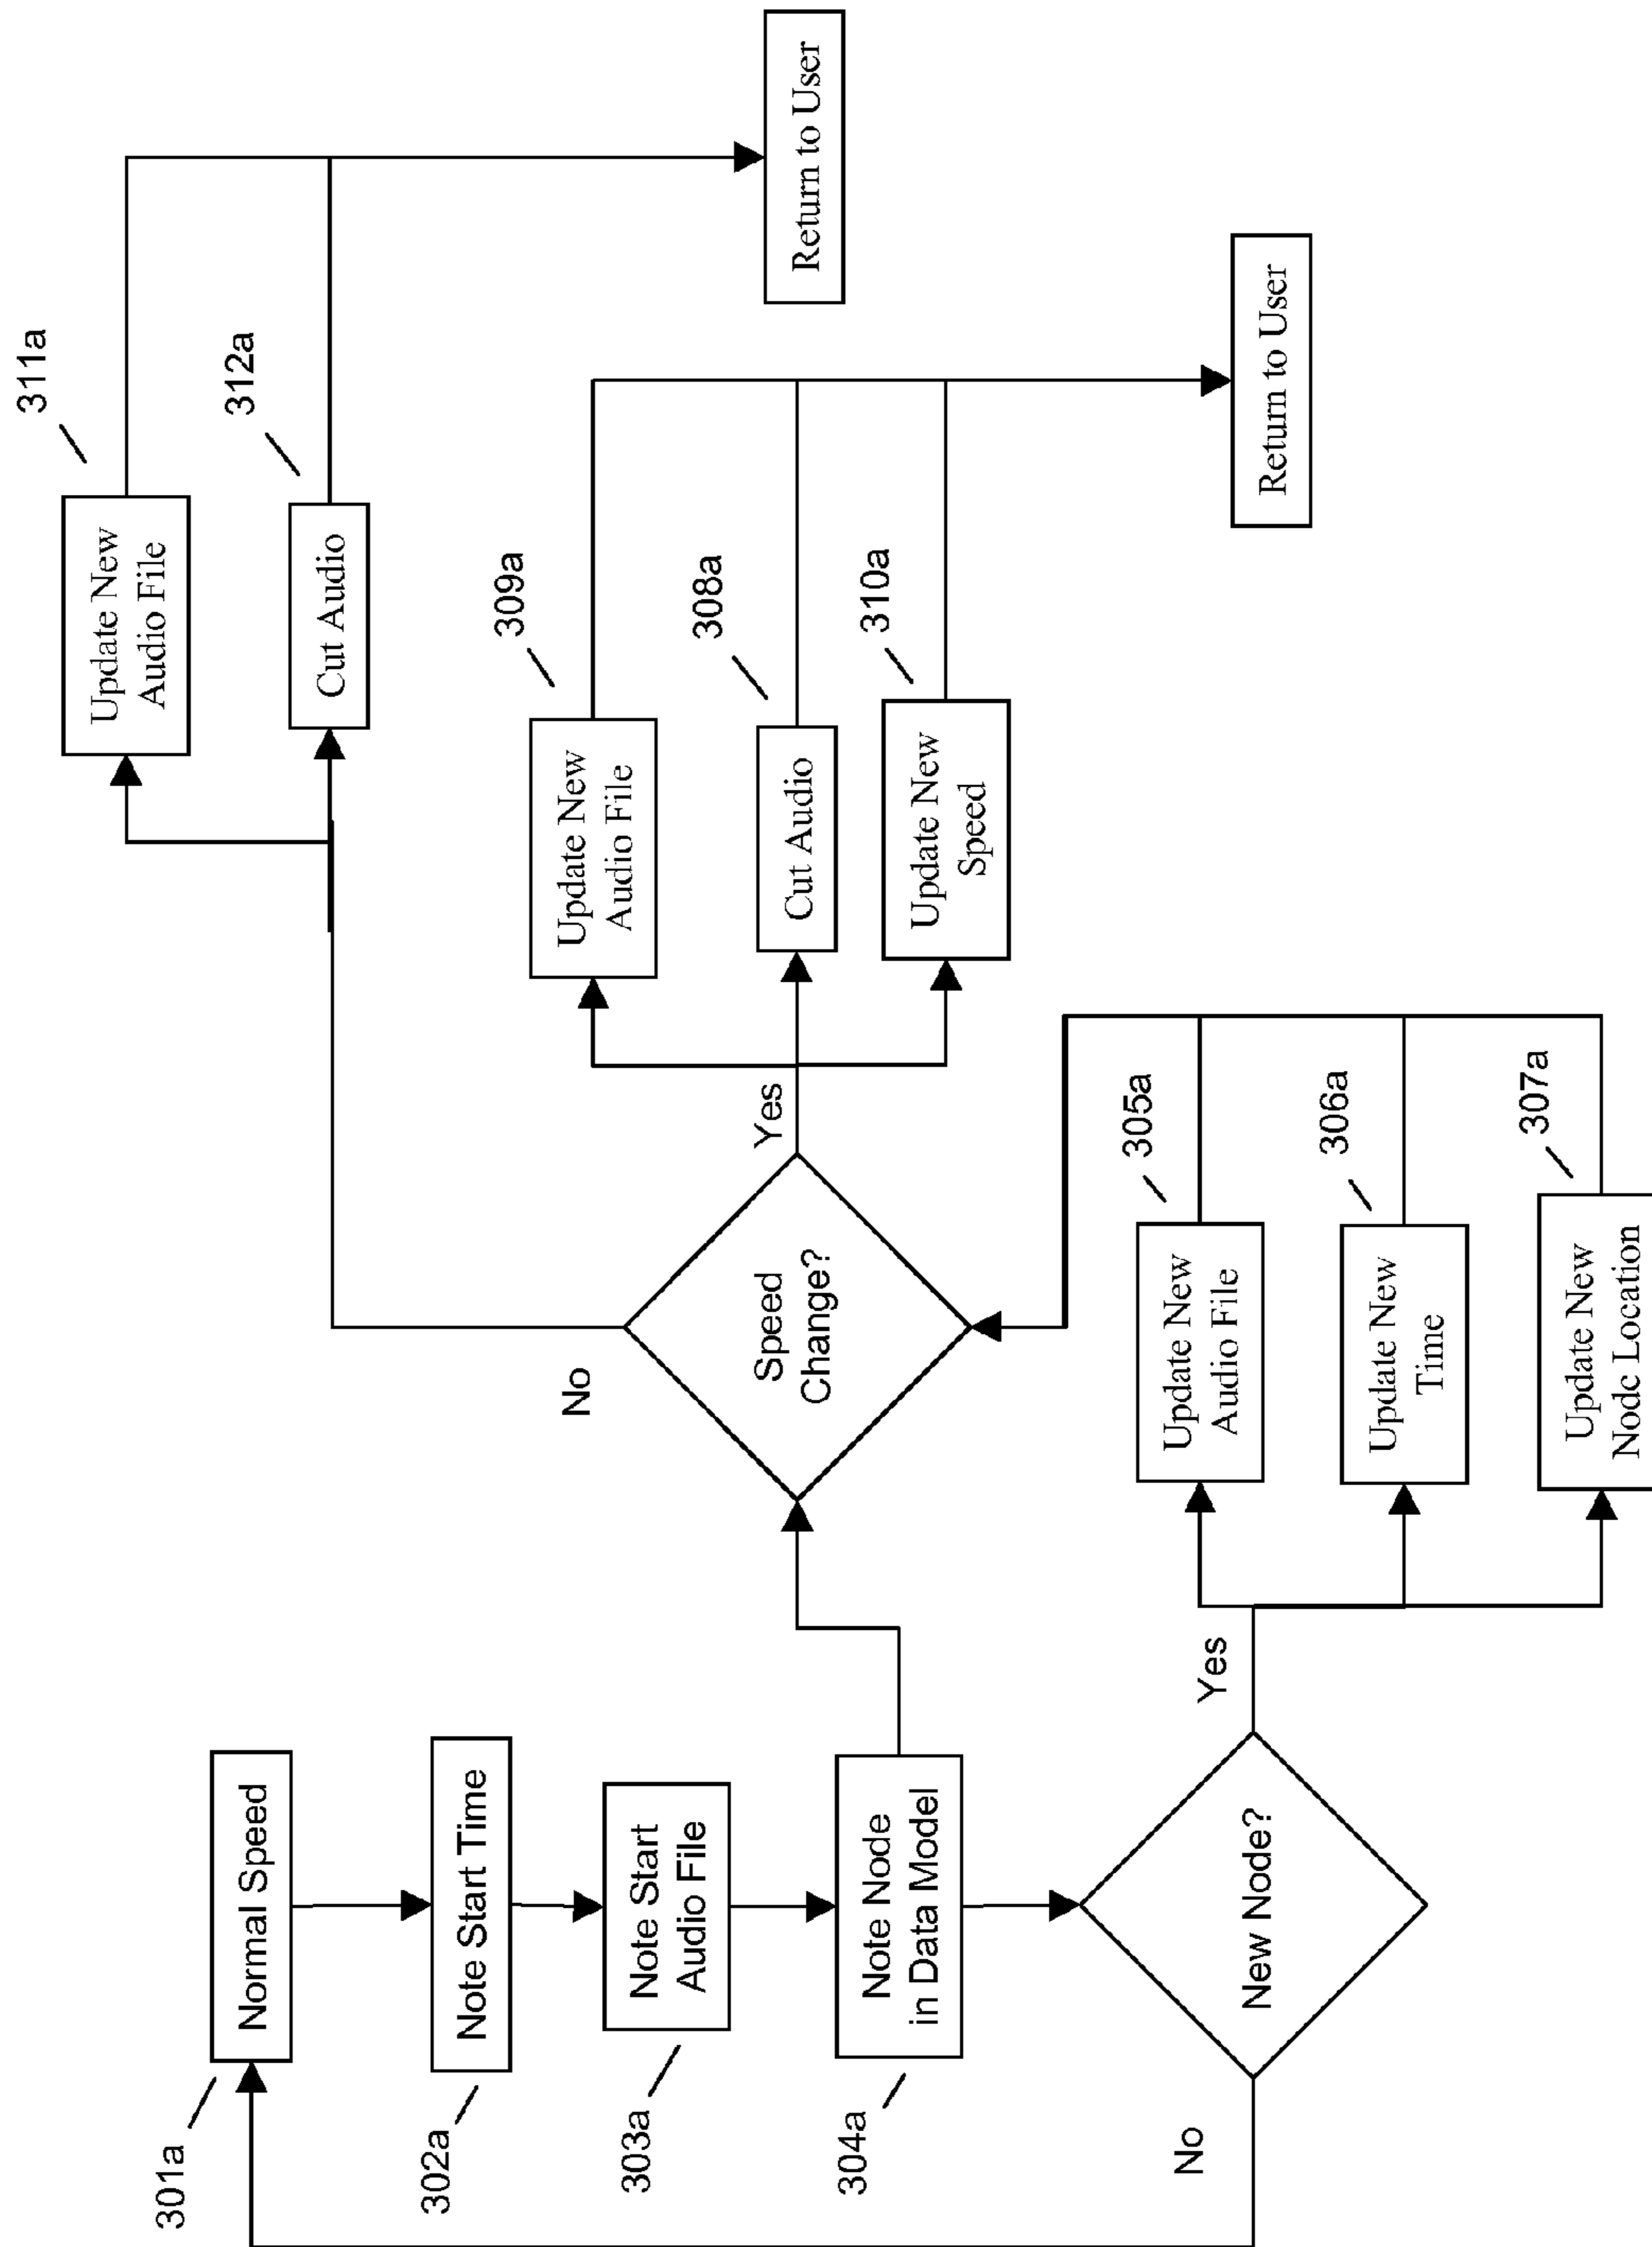 301a
Normal Speed
302a
Note Start Time
303a
Note Start
Audio File
304a
Note Node
in Data Model
New Node?
No
Yes
305a
Update New
Audio File
306a
Update New
Time
307a
Update New
Nodc Location
Speed
Change?
No
Yes
309a
Update New
Audio File
308a
Cut Audio
310a
Update New
Speed
Return to User
311a
Update New
Audio File
312a
Cut Audio
Return to User